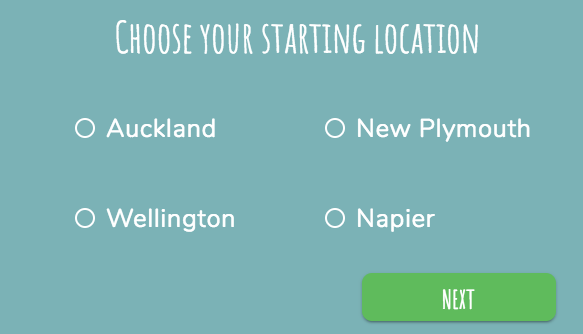 Choose your starting location
Auckland
New Plymouth
Wellington
Napier
NEXT